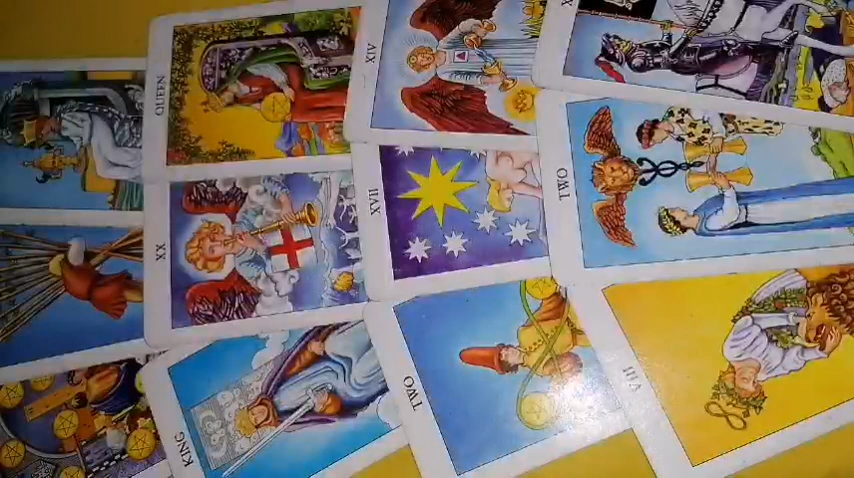 QUEEN
XIV
XX
XVII
TWO
KING
TWO
VIII